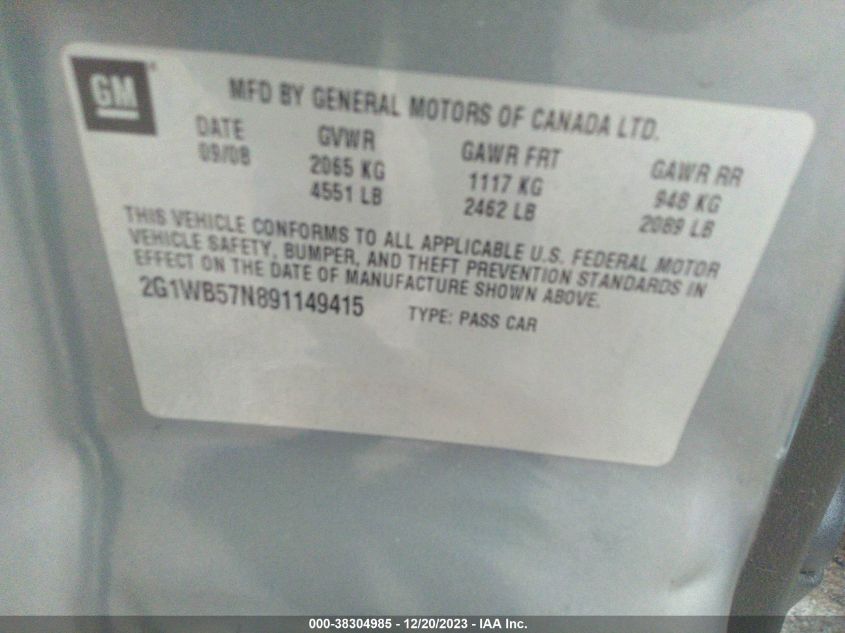 GM
MFD BY GENERAL MOTORS OF CANADA LTD.
DATE GVWR GAWR FRT GAWR RR
09/08 2065 KG 1117 KG 948 KG
4551 LB 2462 LB 2089 LB
THIS VEHICLE CONFORMS TO ALL APPLICABLE U.S. FEDERAL MOTOR
VEHICLE SAFETY, BUMPER, AND THEFT PREVENTION STANDARDS IN
EFFECT ON THE DATE OF MANUFACTURE SHOWN ABOVE.
2G1WB57N891149415 TYPE: PASS CAR
000-38304985 - 12/20/2023 - IAA Inc.